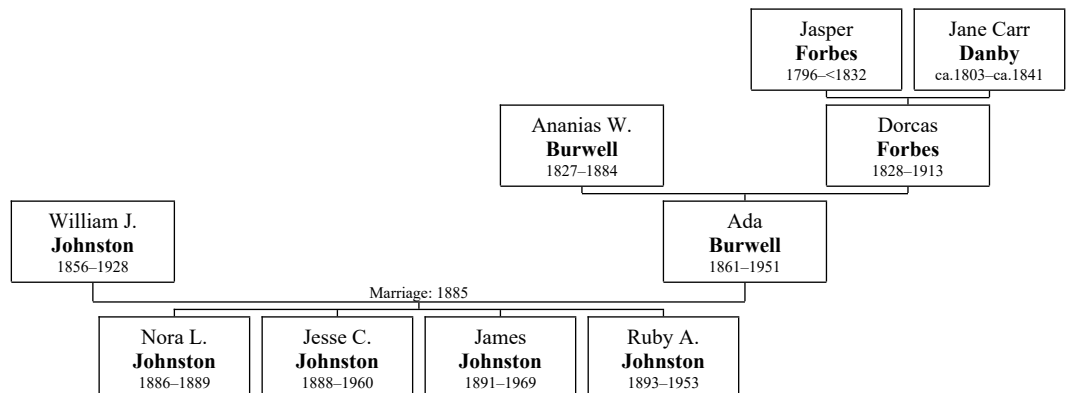 Jasper
Forbes
1796–<1832
Jane Carr
Danby
ca.1803–ca.1841
Ananias W.
Burwell
1827–1884
Dorcas
Forbes
1828–1913
William J.
Johnston
1856–1928
Ada
Burwell
1861–1951
Marriage: 1885
Nora L.
Johnston
1886–1889
Jesse C.
Johnston
1888–1960
James
Johnston
1891–1969
Ruby A.
Johnston
1893–1953